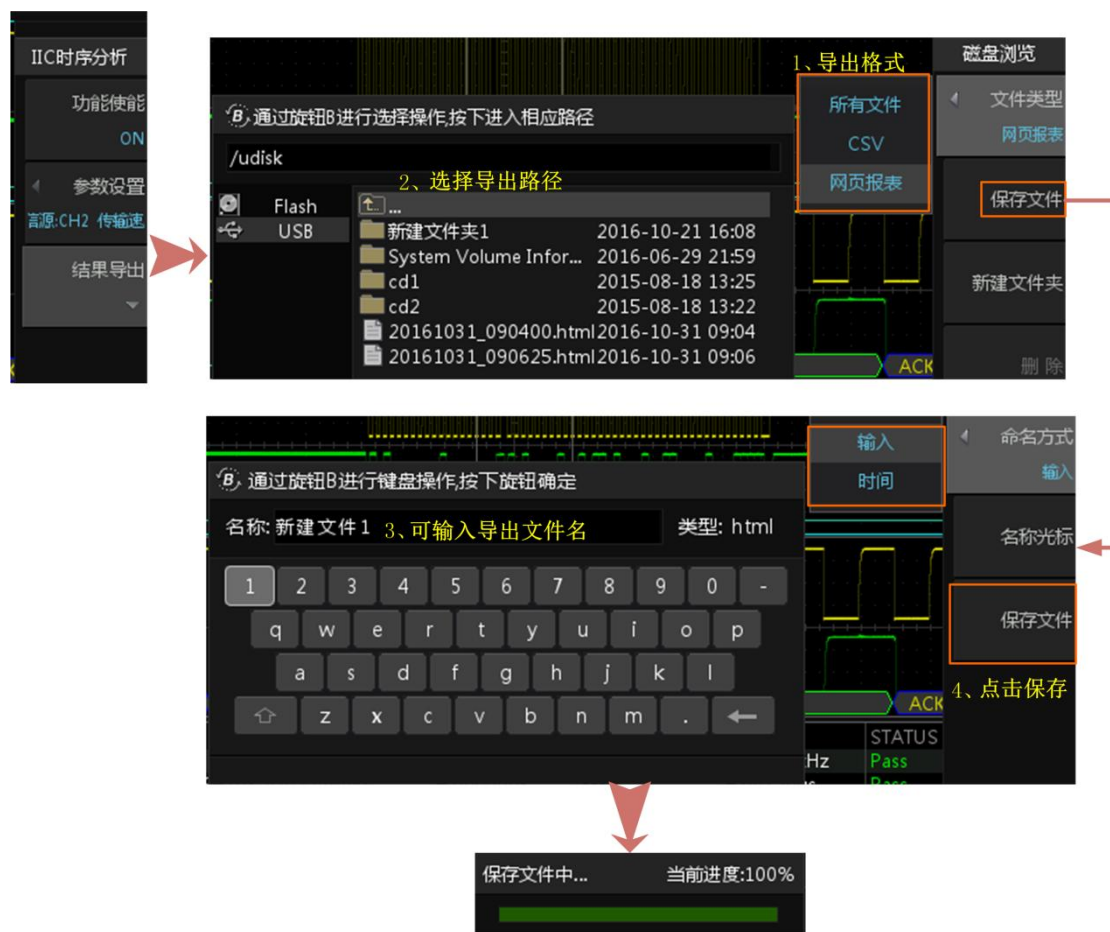 IIC时序分析
功能使能
ON
参数设置
CH2 传输速
结果导出
1、导出格式
磁盘浏览
B 通过旋钮B进行选择操作,按下进入相应路径
/udisk
所有文件
CSV
网页报表
文件类型
网页报表
保存文件
新建文件夹
删 除
2、选择导出路径
Flash
USB
...
新建文件夹1 2016-10-21 16:08
System Volume Infor... 2016-06-29 21:59
cd1 2015-08-18 13:25
cd2 2015-08-18 13:22
20161031_090400.html 2016-10-31 09:04
20161031_090625.html 2016-10-31 09:06
ACK
B 通过旋钮B进行键盘操作,按下旋钮确定
输入
时间
命名方式
输入
名称光标
保存文件
名称: 新建文件1 3、可输入导出文件名 类型: html
1 2 3 4 5 6 7 8 9 0 -
q w e r t y u i o p
a s d f g h j k l
z x c v b n m .
4、点击保存
ACK
STATUS
Hz Pass
Pass
保存文件中... 当前进度:100%